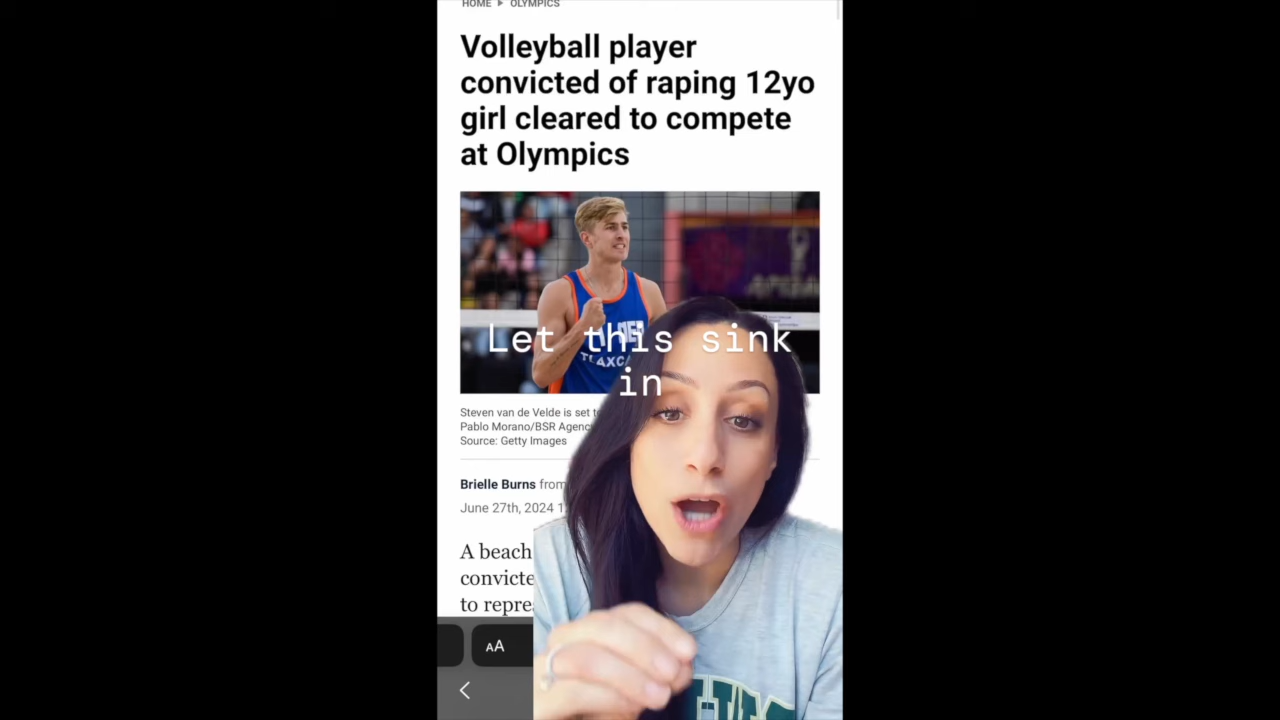 HOME ▸ OLYMPICS
Volleyball player
convicted of raping 12yo
girl cleared to compete
at Olympics
Let this sink
in
Steven van de Velde is set to
Pablo Morano/BSR Agency
Source: Getty Images
Brielle Burns from
June 27th, 2024
A beach
convicte
to repre
AA